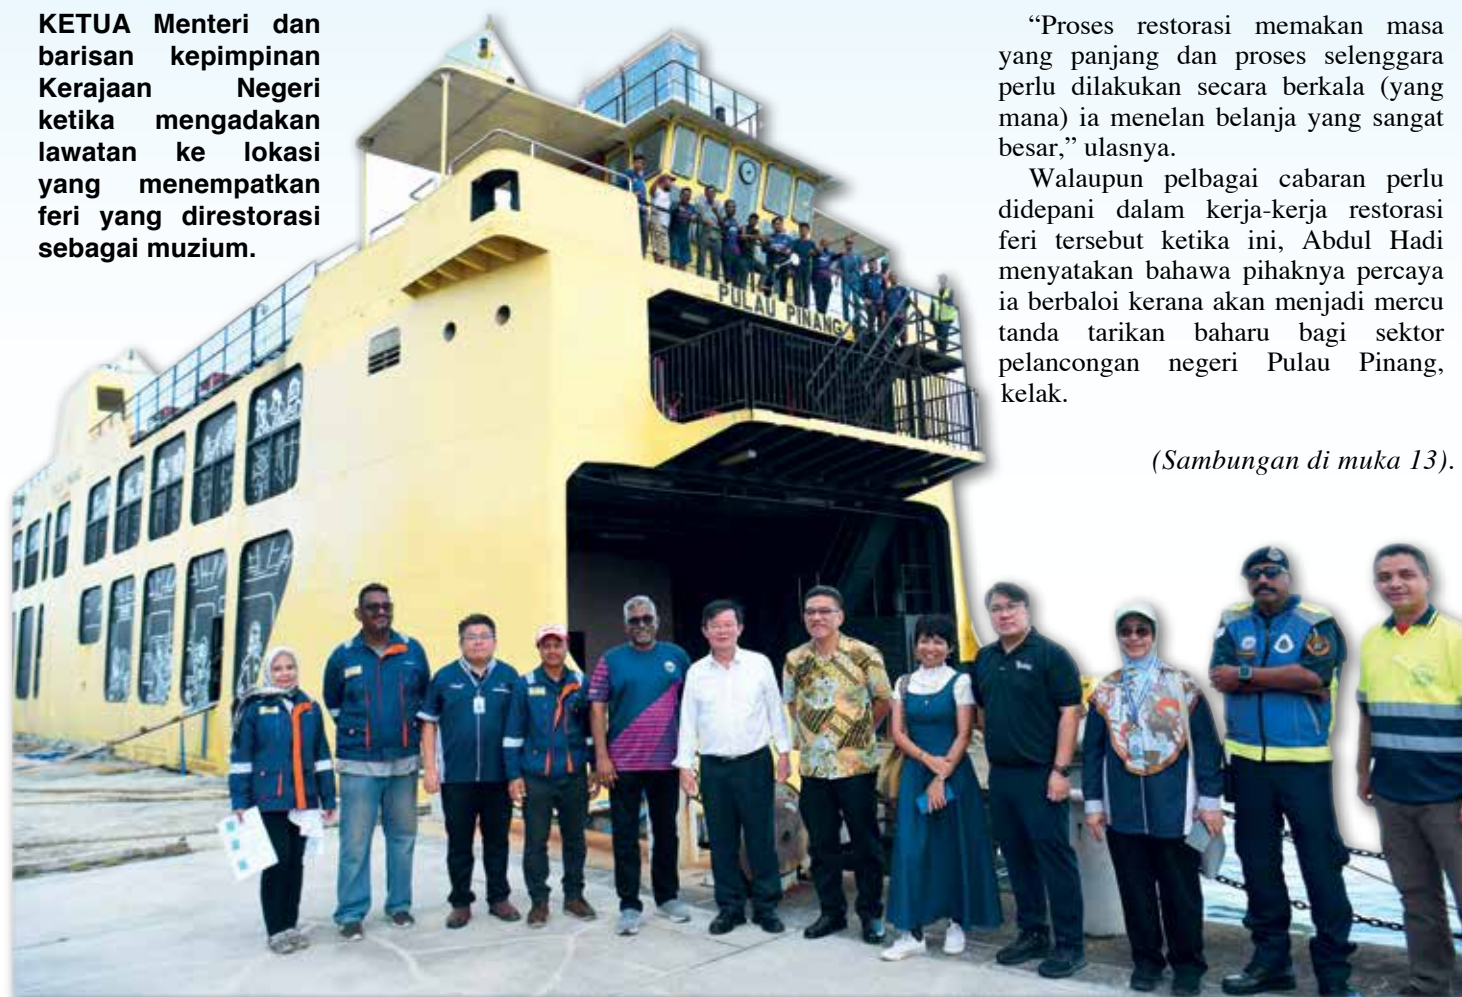 KETUA Menteri dan
barisan kepimpinan
Kerajaan Negeri
ketika mengadakan
lawatan ke lokasi
yang menempatkan
feri yang direstorasi
sebagai muzium.
“Proses restorasi memakan masa
yang panjang dan proses selenggara
perlu dilakukan secara berkala (yang
mana) ia menelan belanja yang sangat
besar,” ulasnya.
Walaupun pelbagai cabaran perlu
didepani dalam kerja-kerja restorasi
feri tersebut ketika ini, Abdul Hadi
menyatakan bahawa pihaknya percaya
ia berbaloi kerana akan menjadi mercu
tanda tarikan baharu bagi sektor
pelancongan negeri Pulau Pinang,
kelak.
(Sambungan di muka 13).
PULAU PINANG